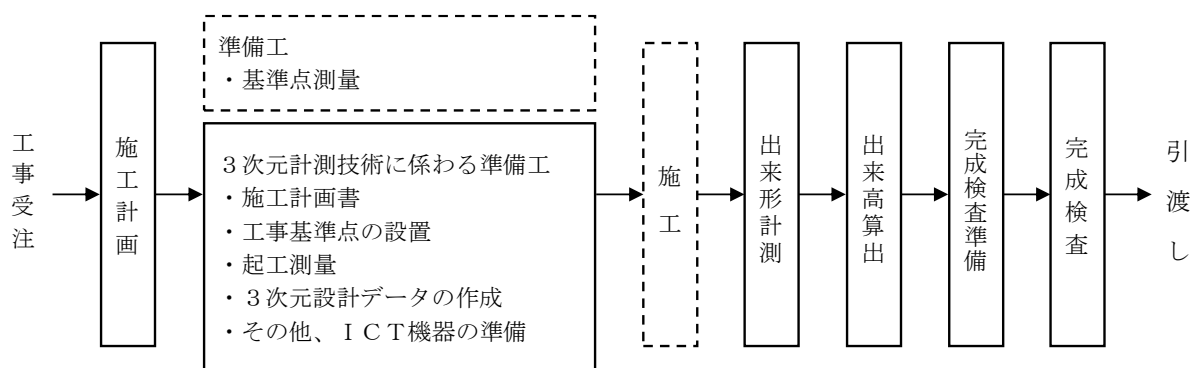 工事受注
施工計画
準備工
・基準点測量
３次元計測技術に係わる準備工
・施工計画書
・工事基準点の設置
・起工測量
・３次元設計データの作成
・その他、ＩＣＴ機器の準備
施工
出来形計測
出来高算出
完成検査準備
完成検査
引渡し